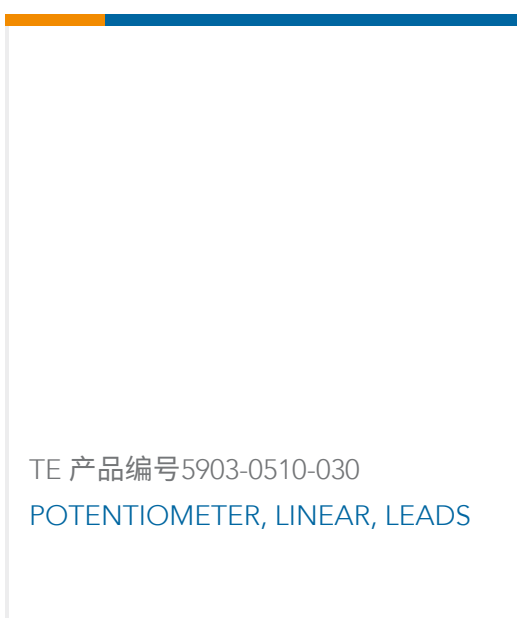 TE 产品编号5903-0510-030
POTENTIOMETER, LINEAR, LEADS